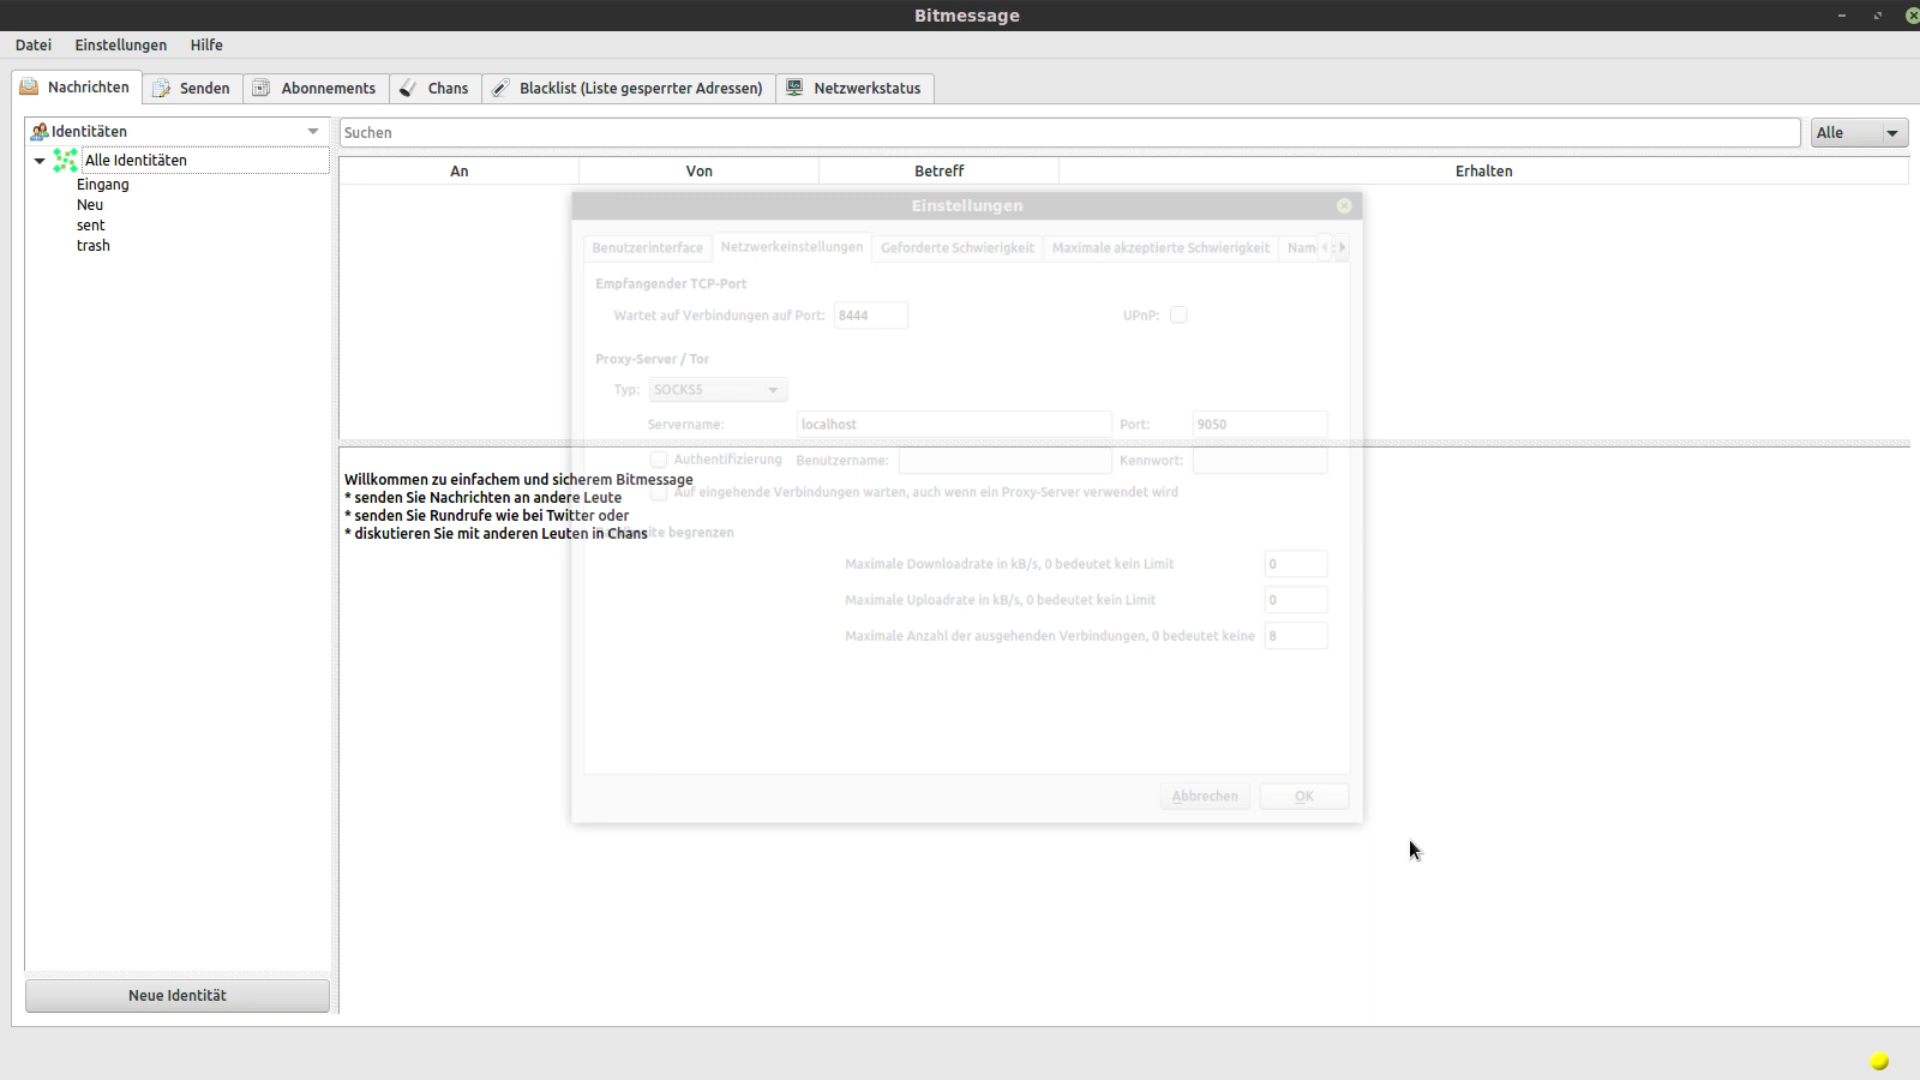 Bitmessage
Datei Einstellungen Hilfe
Nachrichten Senden Abonnements Chans Blacklist (Liste gesperrter Adressen) Netzwerkstatus
Identitäten
Suchen
Alle
Alle Identitäten
Eingang
Neu
sent
trash
An Von Betreff Erhalten
Einstellungen
Benutzerinterface Netzwerkeinstellungen Geforderte Schwierigkeit Maximale akzeptierte Schwierigkeit Nam
Empfangender TCP-Port
Wartet auf Verbindungen auf Port: 8444 UPnP:
Proxy-Server / Tor
Typ: SOCKS5
Servername: localhost Port: 9050
Authentifizierung Benutzername: Kennwort:
Auf eingehende Verbindungen warten, auch wenn ein Proxy-Server verwendet wird
begrenzen
Maximale Downloadrate in kB/s, 0 bedeutet kein Limit 0
Maximale Uploadrate in kB/s, 0 bedeutet kein Limit 0
Maximale Anzahl der ausgehenden Verbindungen, 0 bedeutet keine 8
Abbrechen OK
Willkommen zu einfachem und sicherem Bitmessage
* senden Sie Nachrichten an andere Leute
* senden Sie Rundrufe wie bei Twitter oder
* diskutieren Sie mit anderen Leuten in Chans
Neue Identität